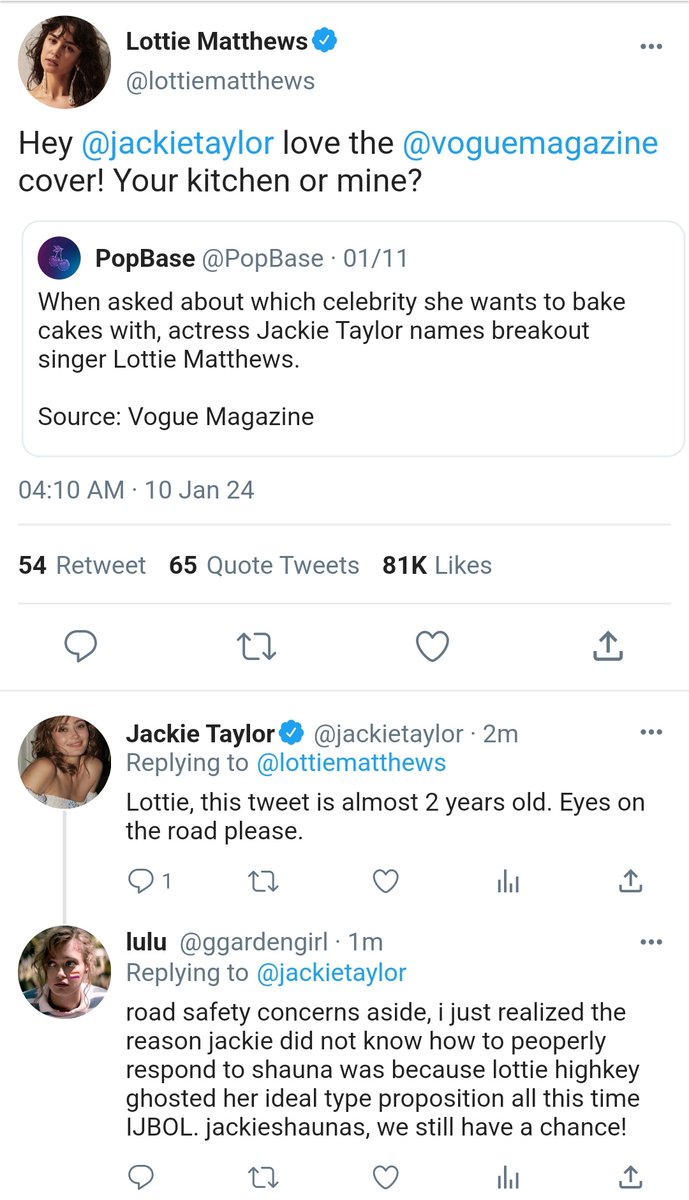 Lottie Matthews
@lottiematthews
Hey @jackietaylor love the @voguemagazine
cover! Your kitchen or mine?
PopBase @PopBase · 01/11
When asked about which celebrity she wants to bake
cakes with, actress Jackie Taylor names breakout
singer Lottie Matthews.
Source: Vogue Magazine
04:10 AM · 10 Jan 24
54 Retweet 65 Quote Tweets 81K Likes
Jackie Taylor @jackietaylor · 2m
Replying to @lottiematthews
Lottie, this tweet is almost 2 years old. Eyes on
the road please.
1
lulu @ggardengirl · 1m
Replying to @jackietaylor
road safety concerns aside, i just realized the
reason jackie did not know how to peoperly
respond to shauna was because lottie highkey
ghosted her ideal type proposition all this time
IJBOL. jackieshaunas, we still have a chance!